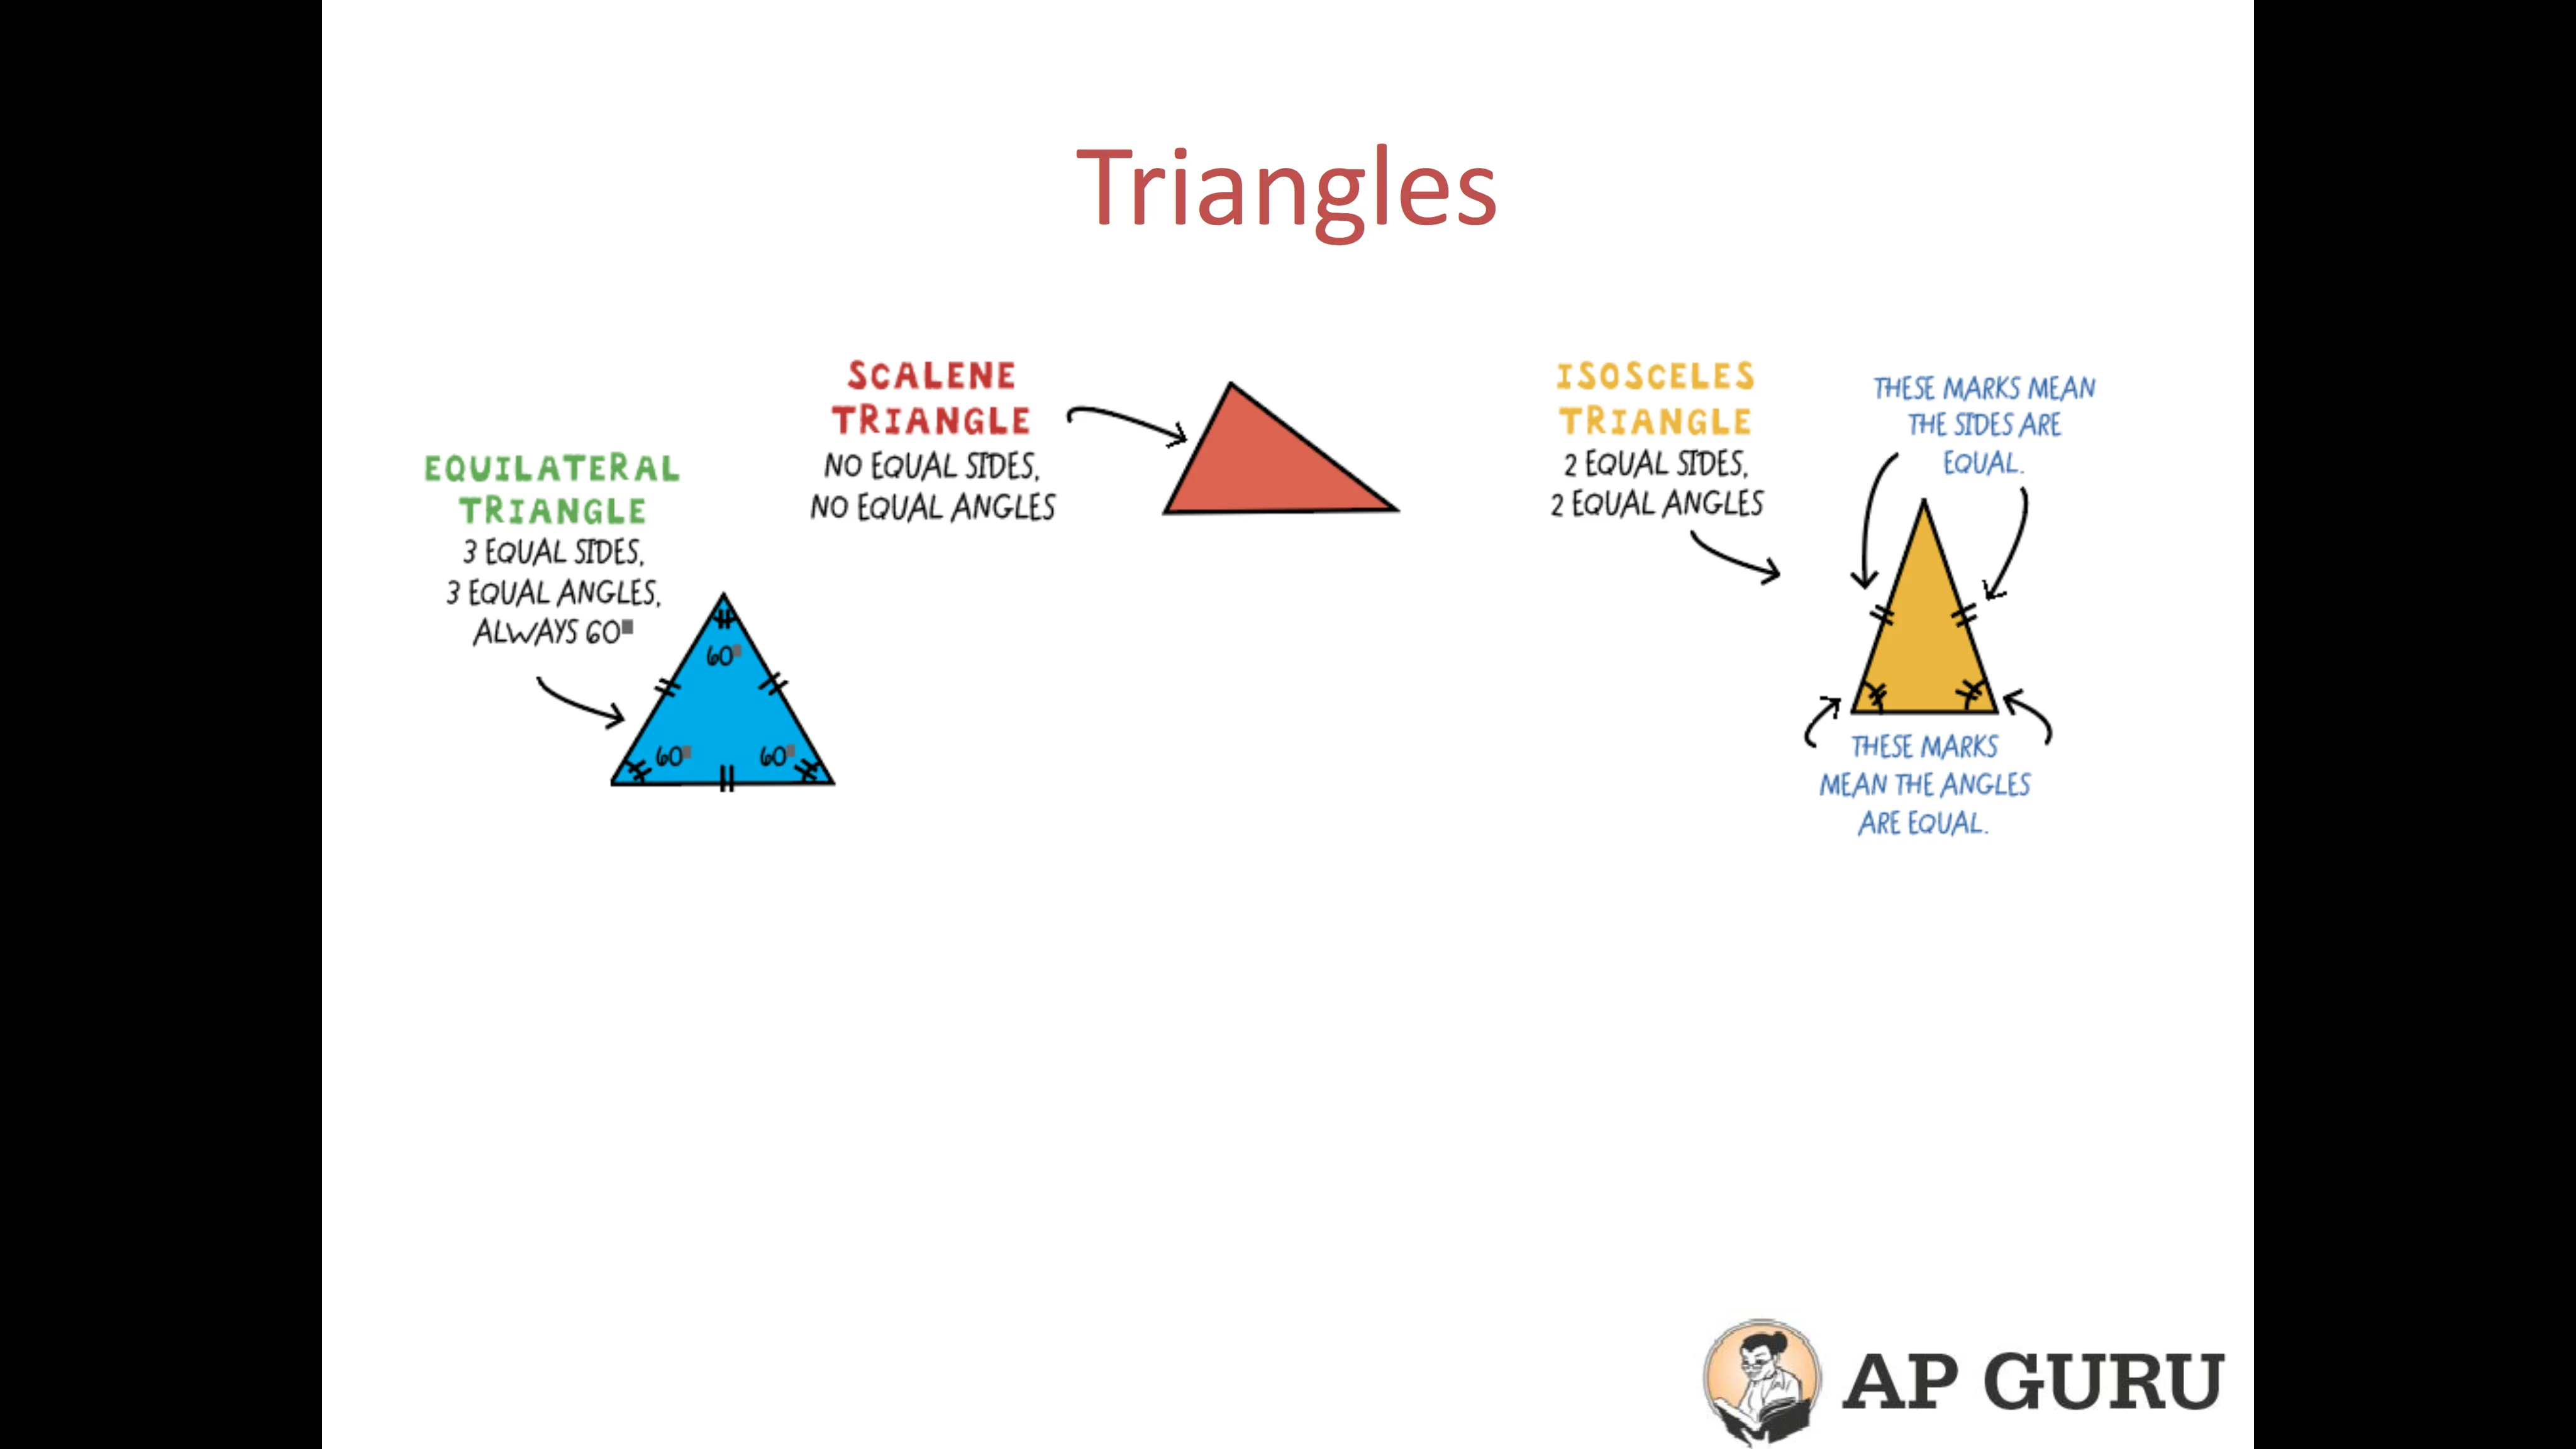 Triangles
EQUILATERAL
TRIANGLE
3 EQUAL SIDES,
3 EQUAL ANGLES,
ALWAYS 60
60
60
60
SCALENE
TRIANGLE
NO EQUAL SIDES,
NO EQUAL ANGLES
ISOSCELES
TRIANGLE
2 EQUAL SIDES,
2 EQUAL ANGLES
THESE MARKS MEAN
THE SIDES ARE
EQUAL.
THESE MARKS
MEAN THE ANGLES
ARE EQUAL.
AP GURU